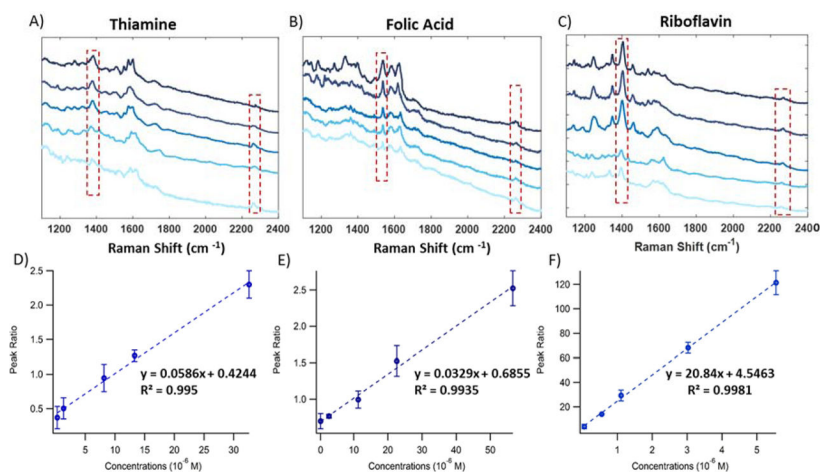 A) Thiamine
B) Folic Acid
C) Riboflavin
1200 1400 1600 1800 2000 2200 2400
1200 1400 1600 1800 2000 2200 2400
1200 1400 1600 1800 2000 2200 2400
Raman Shift (cm -1)
Raman Shift (cm -1)
Raman Shift (cm-1)
D)
2.5
2.0
1.5
1.0
0.5
Peak Ratio
y = 0.0586x + 0.4244
R² = 0.995
5 10 15 20 25 30
Concentrations (10-6 M)
E)
2.5
2.0
1.5
1.0
Peak Ratio
y = 0.0329x + 0.6855
R² = 0.9935
0 10 20 30 40 50
Concentrations (10-6 M)
F)
120
100
80
60
40
20
Peak Ratio
y = 20.84x + 4.5463
R² = 0.9981
1 2 3 4 5
Concentrations (10-6 M)